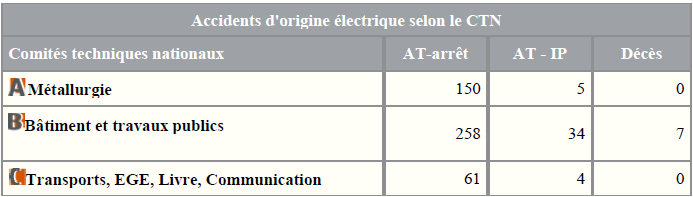 Accidents d'origine électrique selon le CTN
Comités techniques nationaux AT-arrêt AT - IP Décès
A Métallurgie 150 5 0
B Bâtiment et travaux publics 258 34 7
C Transports, EGE, Livre, Communication 61 4 0